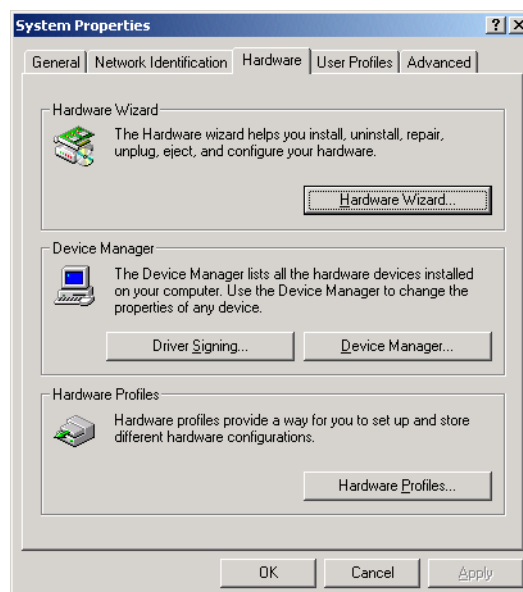 System Properties
General Network Identification Hardware User Profiles Advanced
Hardware Wizard
The Hardware wizard helps you install, uninstall, repair,
unplug, eject, and configure your hardware.
Hardware Wizard...
Device Manager
The Device Manager lists all the hardware devices installed
on your computer. Use the Device Manager to change the
properties of any device.
Driver Signing... Device Manager...
Hardware Profiles
Hardware profiles provide a way for you to set up and store
different hardware configurations.
Hardware Profiles...
OK Cancel Apply